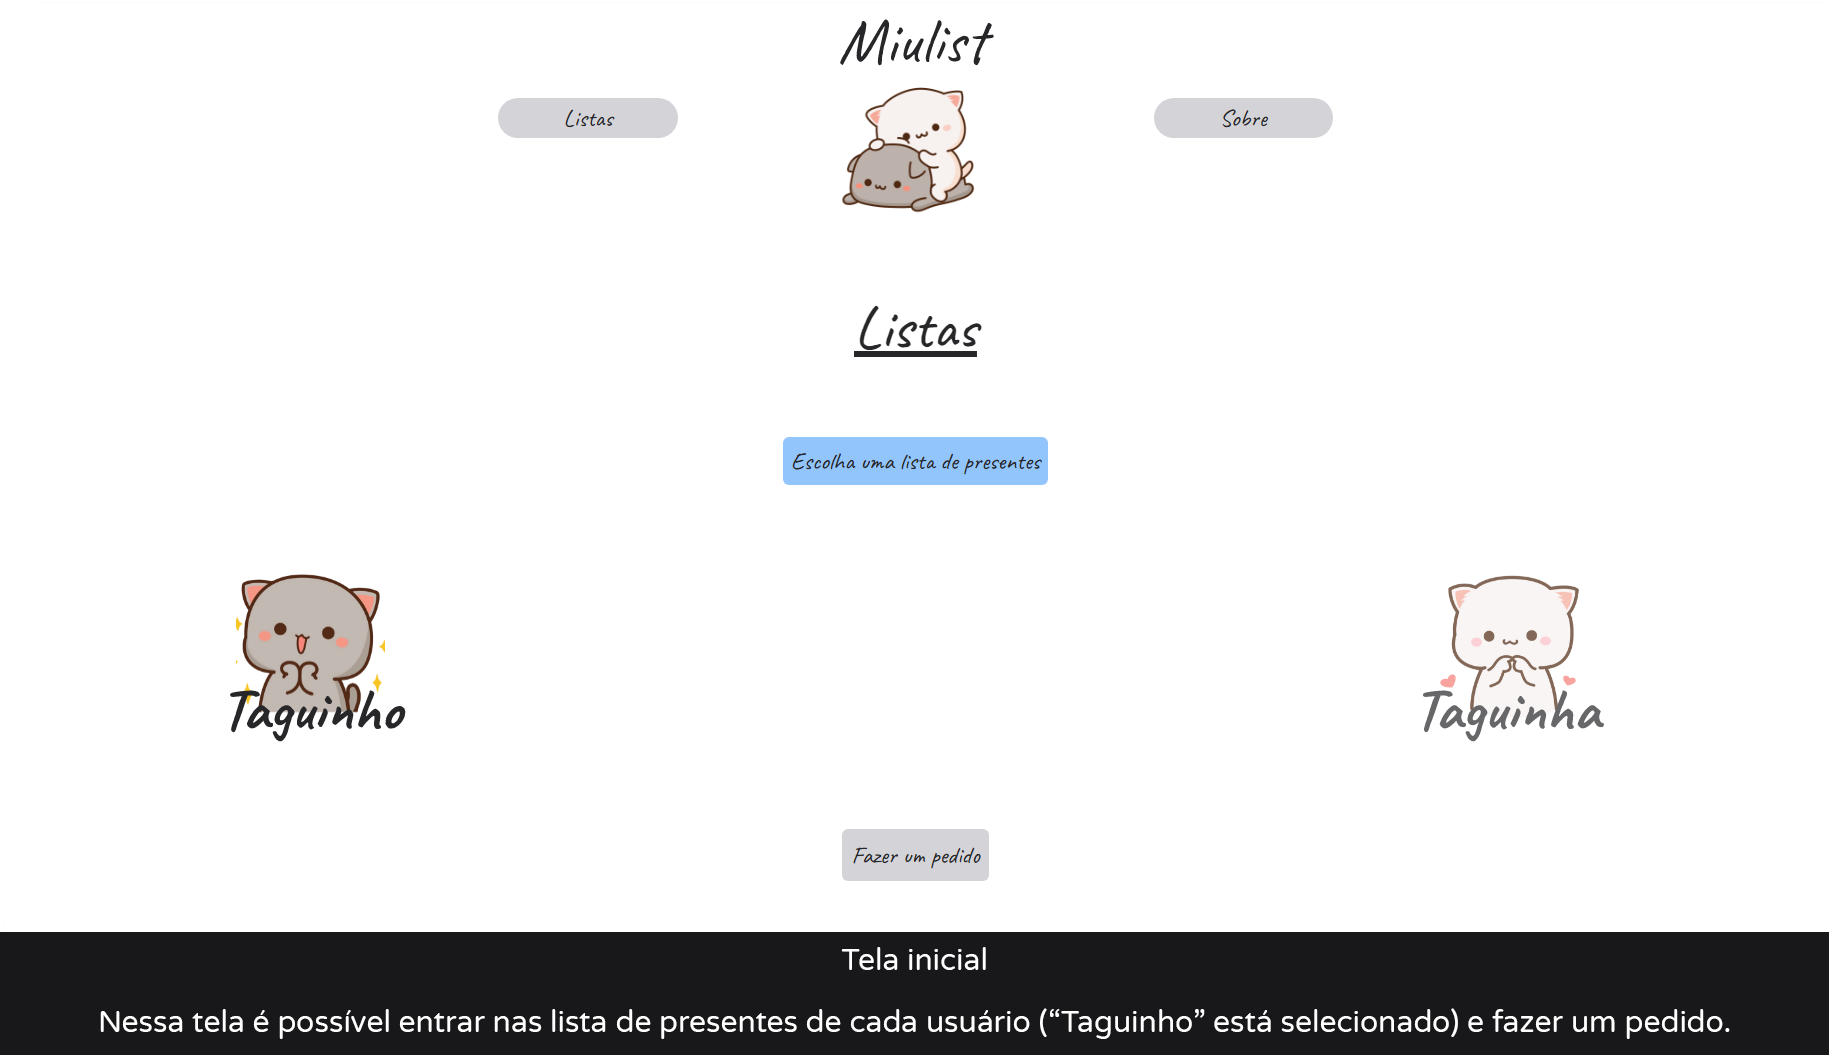 Miulist
Listas
Sobre
Listas
Escolha uma lista de presentes
Taguinho
Taguinha
Fazer um pedido
Tela inicial
Nessa tela é possível entrar nas lista de presentes de cada usuário (“Taguinho” está selecionado) e fazer um pedido.